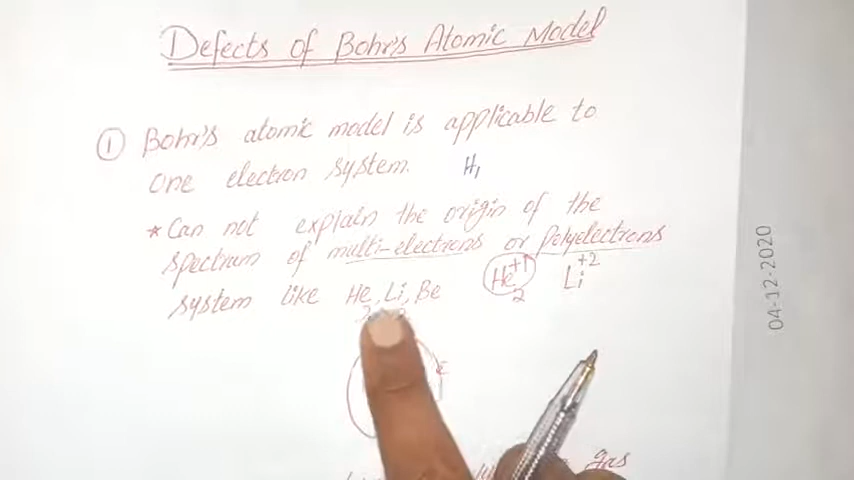 Defects of Bohr's Atomic Model
① Bohr's atomic model is applicable to
one electron system. H₁
* Can not explain the origin of the
spectrum of multi-electrons or polyelectrons
system like He, Li, Be He⁺¹₂ Li⁺²
gas
04-12-2020